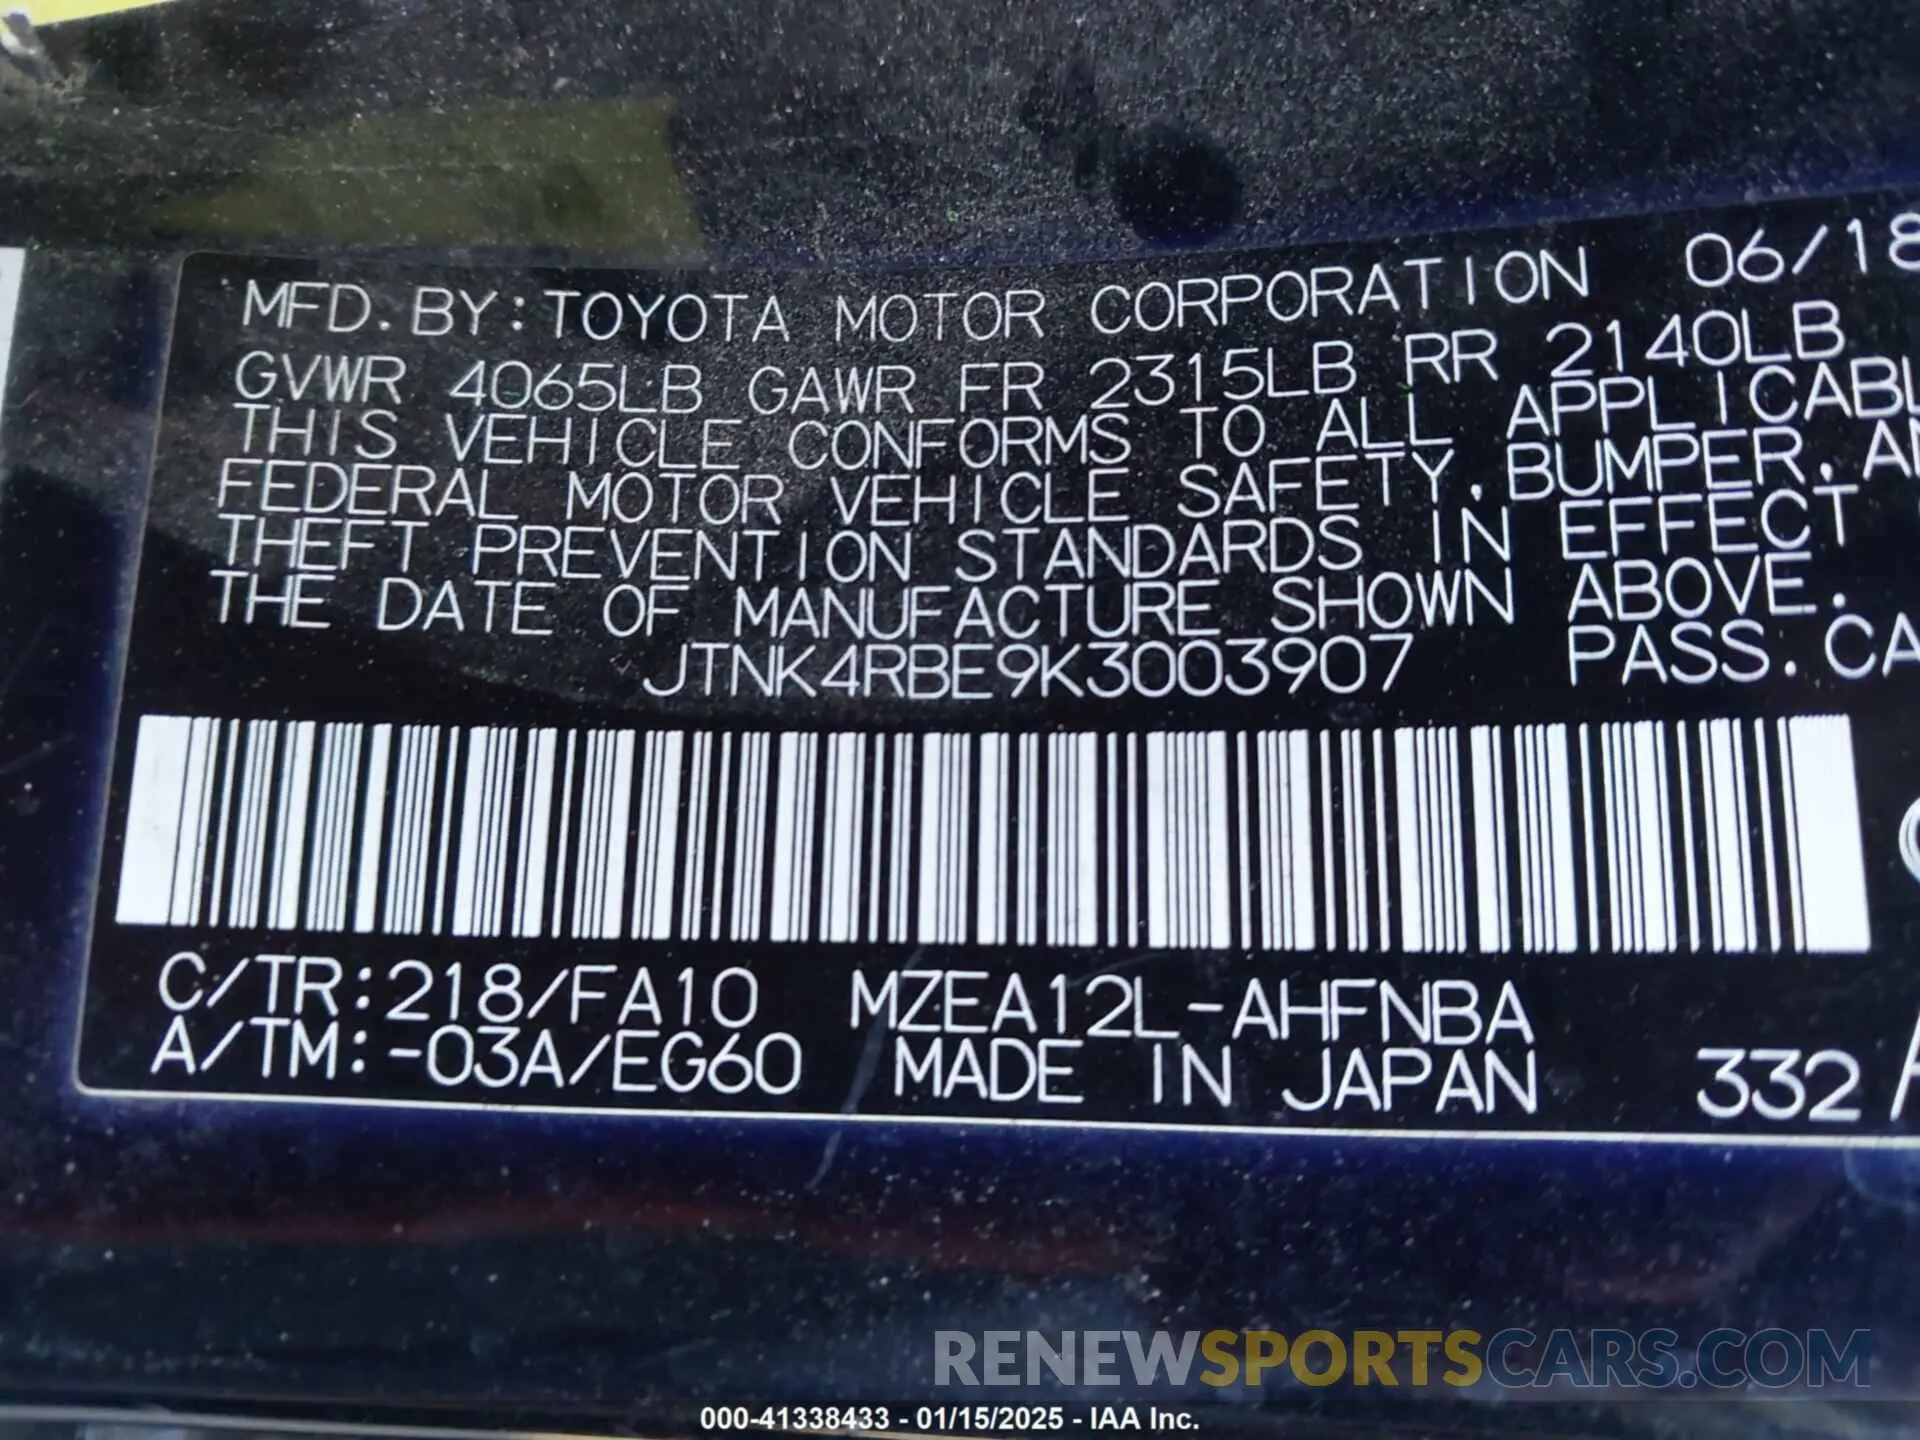 MFD. BY: TOYOTA MOTOR CORPORATION 06/18
GVWR 4065LB GAWR FR 2315LB RR 2140LB
THIS VEHICLE CONFORMS TO ALL APPLICABL
FEDERAL MOTOR VEHICLE SAFETY, BUMPER, AN
THEFT PREVENTION STANDARDS IN EFFECT
THE DATE OF MANUFACTURE SHOWN ABOVE.
JTNK4RBE9K3003907 PASS. CA
C/TR:218/FA10 MZEA12L-AHFNBA
A/TM:-03A/EG60 MADE IN JAPAN 332
RENEWSPORTSCARS.COM
000-41338433 - 01/15/2025 - IAA Inc.